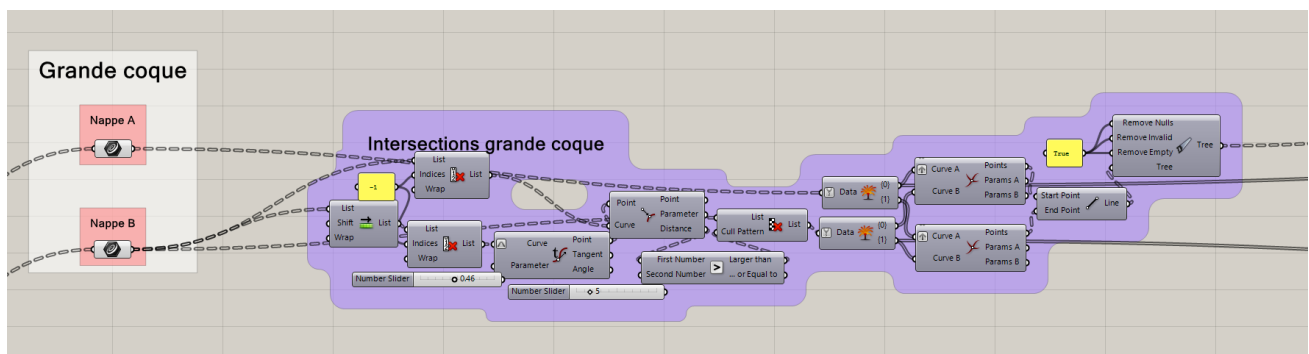 Grande coque
Nappe A
Nappe B
Intersections grande coque
-1
List
Indices
Wrap
List
List
Shift
Wrap
List
List
Indices
Wrap
List
Number Slider
0.46
Curve
Parameter
Point
Tangent
Angle
Number Slider
5
Point
Curve
Point
Parameter
Distance
First Number
Second Number
>
Larger than
... or Equal to
List
Cull Pattern
List
Data
{0}
{1}
Data
{0}
{1}
Curve A
Curve B
Points
Params A
Params B
Curve A
Curve B
Points
Params A
Params B
True
Start Point
End Point
Line
Remove Nulls
Remove Invalid
Remove Empty
Tree
Tree